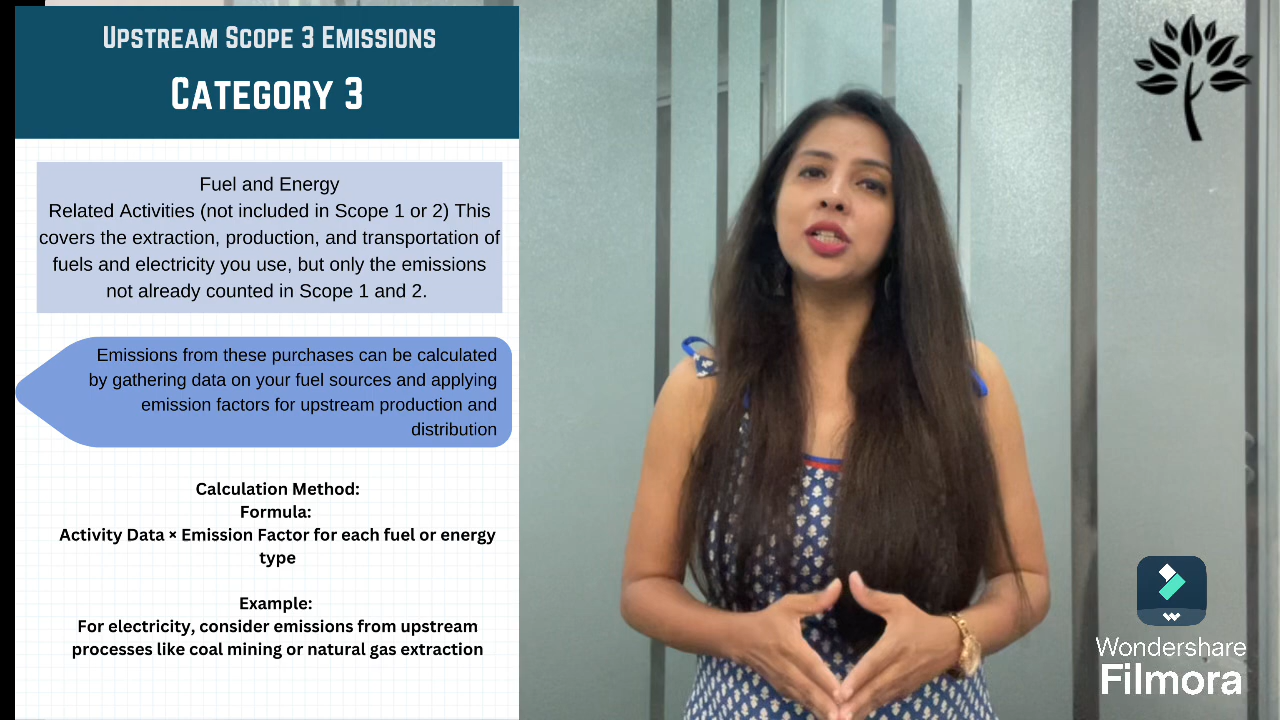 Upstream Scope 3 Emissions
Category 3
Fuel and Energy
Related Activities (not included in Scope 1 or 2) This
covers the extraction, production, and transportation of
fuels and electricity you use, but only the emissions
not already counted in Scope 1 and 2.
Emissions from these purchases can be calculated
by gathering data on your fuel sources and applying
emission factors for upstream production and
distribution
Calculation Method:
Formula:
Activity Data × Emission Factor for each fuel or energy
type
Example:
For electricity, consider emissions from upstream
processes like coal mining or natural gas extraction
Wondershare
Filmora